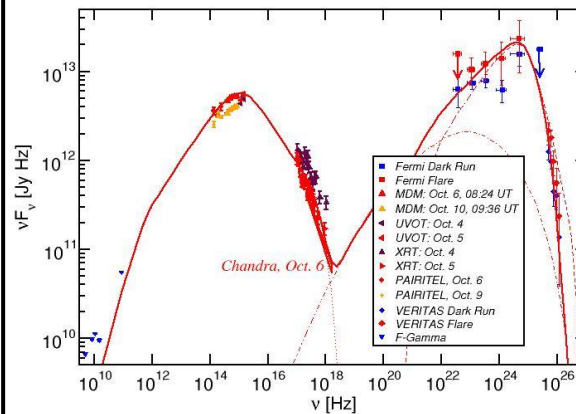 νFν [Jy Hz]
10^13
10^12
10^11
10^10
Chandra, Oct. 6
Fermi Dark Run
Fermi Flare
MDM: Oct. 6, 08:24 UT
MDM: Oct. 10, 09:36 UT
UVOT: Oct. 4
UVOT: Oct. 5
XRT: Oct. 4
XRT: Oct. 5
PAIRITEL, Oct. 6
PAIRITEL, Oct. 9
VERITAS Dark Run
VERITAS Flare
F-Gamma
10^10 10^12 10^14 10^16 10^18 10^20 10^22 10^24 10^26
ν [Hz]